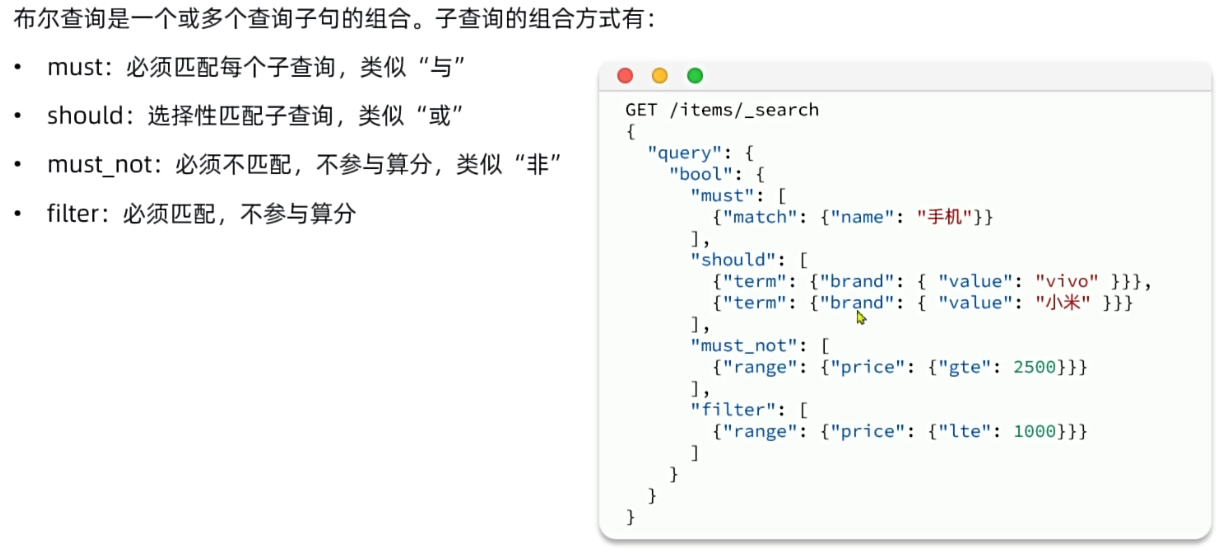 布尔查询是一个或多个查询子句的组合。子查询的组合方式有：
• must：必须匹配每个子查询，类似“与”
• should：选择性匹配子查询，类似“或”
• must_not：必须不匹配，不参与算分，类似“非”
• filter：必须匹配，不参与算分
GET /items/_search
{
  "query": {
    "bool": {
      "must": [
        {"match": {"name": "手机"}}
      ],
      "should": [
        {"term": {"brand": { "value": "vivo" }}},
        {"term": {"brand": { "value": "小米" }}}
      ],
      "must_not": [
        {"range": {"price": {"gte": 2500}}}
      ],
      "filter": [
        {"range": {"price": {"lte": 1000}}}
      ]
    }
  }
}